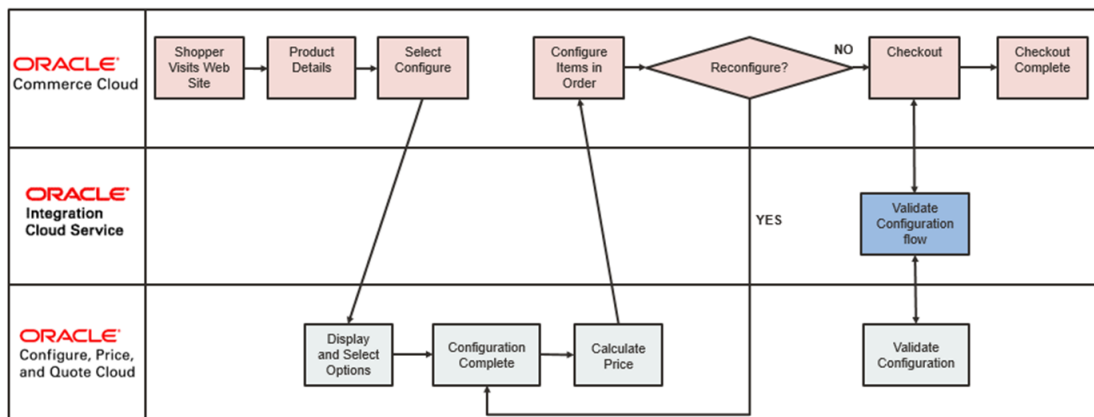 ORACLE®
Commerce Cloud
Shopper
Visits Web
Site
Product
Details
Select
Configure
Configure
Items in
Order
Reconfigure?
NO
Checkout
Checkout
Complete
ORACLE®
Integration
Cloud Service
YES
Validate
Configuration
flow
ORACLE®
Configure, Price,
and Quote Cloud
Display
and Select
Options
Configuration
Complete
Calculate
Price
Validate
Configuration